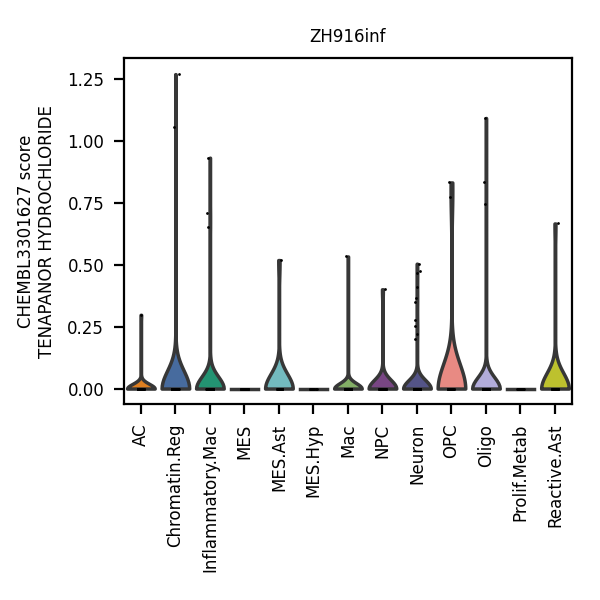 ZH916inf
CHEMBL3301627 score
TENAPANOR HYDROCHLORIDE
1.25
1.00
0.75
0.50
0.25
0.00
AC
Chromatin.Reg
Inflammatory.Mac
MES
MES.Ast
MES.Hyp
Mac
NPC
Neuron
OPC
Oligo
Prolif.Metab
Reactive.Ast